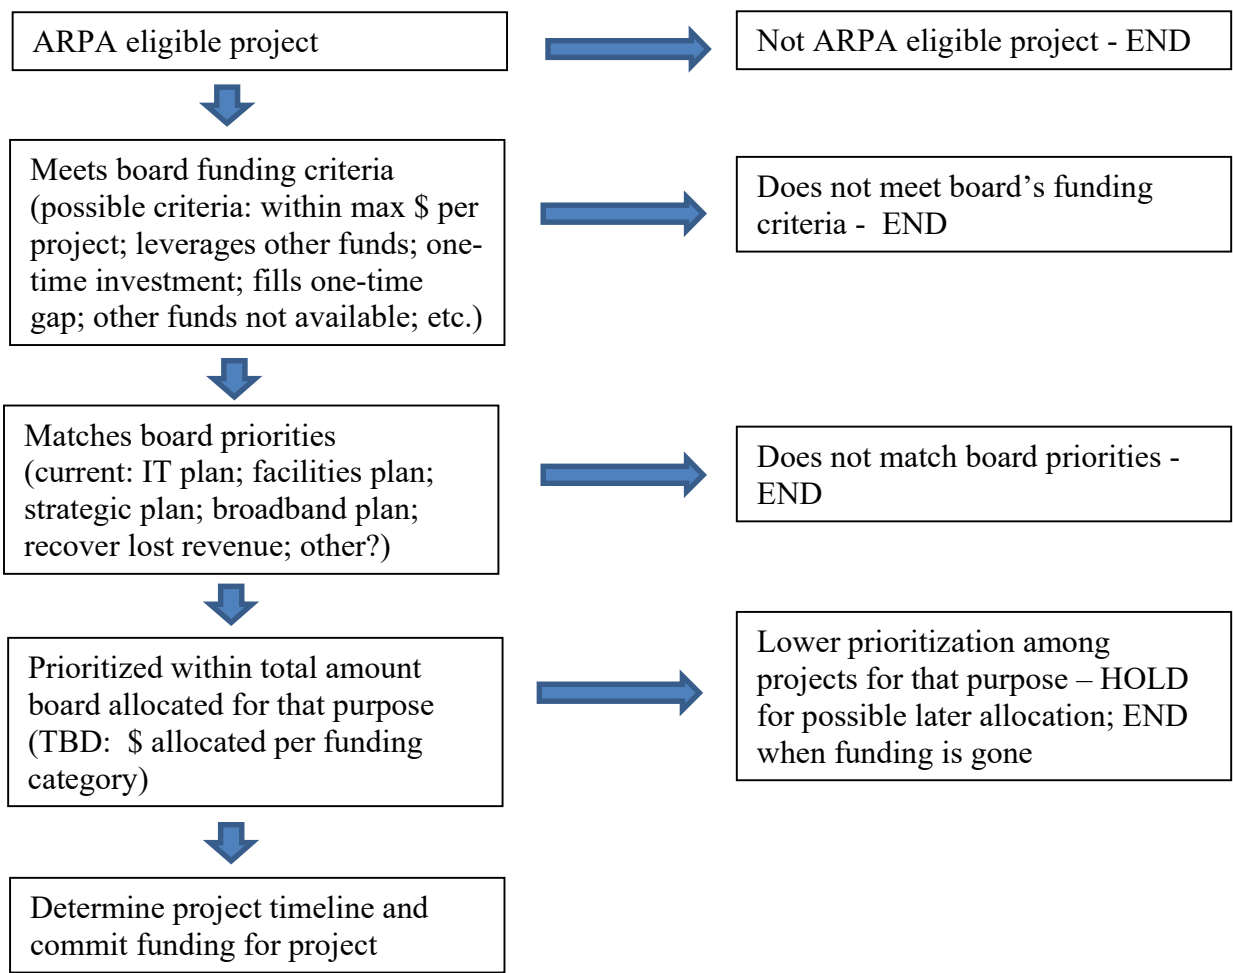 ARPA eligible project
Not ARPA eligible project - END
Meets board funding criteria
(possible criteria: within max $ per
project; leverages other funds; one-
time investment; fills one-time
gap; other funds not available; etc.)
Does not meet board’s funding
criteria -  END
Matches board priorities
(current: IT plan; facilities plan;
strategic plan; broadband plan;
recover lost revenue; other?)
Does not match board priorities -
END
Prioritized within total amount
board allocated for that purpose
(TBD:  $ allocated per funding
category)
Lower prioritization among
projects for that purpose – HOLD
for possible later allocation; END
when funding is gone
Determine project timeline and
commit funding for project